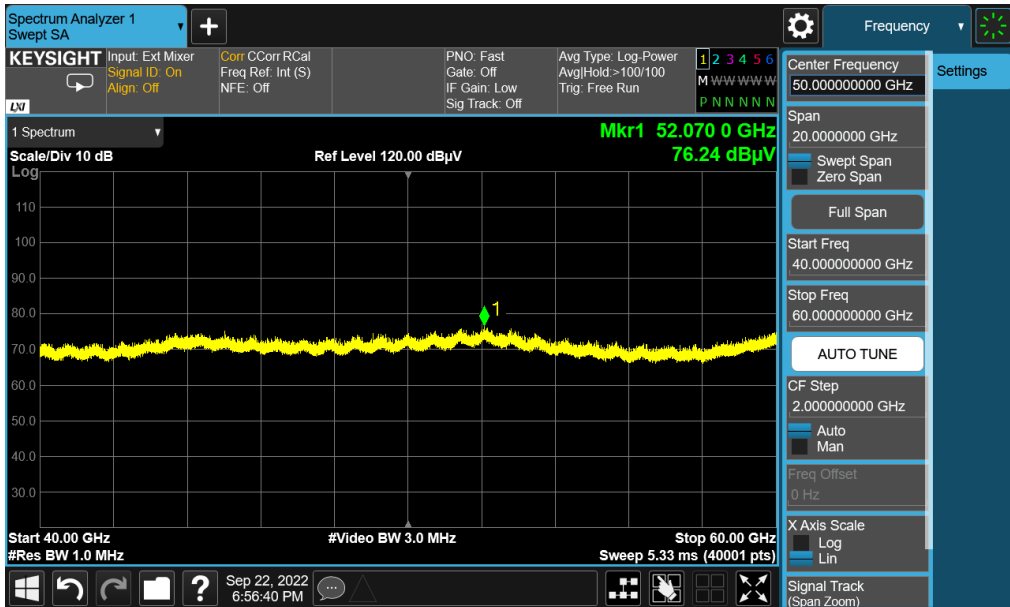 Spectrum Analyzer 1
Swept SA
+
Frequency
KEYSIGHT
LXI
Input: Ext Mixer
Signal ID: On
Align: Off
Corr CCorr RCal
Freq Ref: Int (S)
NFE: Off
PNO: Fast
Gate: Off
IF Gain: Low
Sig Track: Off
Avg Type: Log-Power
Avg|Hold:>100/100
Trig: Free Run
1 2 3 4 5 6
M W W W W W
P N N N N N
1 Spectrum
Scale/Div 10 dB
Log
Ref Level 120.00 dBµV
Mkr1 52.070 0 GHz
76.24 dBµV
110
100
90.0
80.0
70.0
60.0
50.0
40.0
30.0
1
Start 40.00 GHz
#Res BW 1.0 MHz
#Video BW 3.0 MHz
Stop 60.00 GHz
Sweep 5.33 ms (40001 pts)
Center Frequency
50.000000000 GHz
Span
20.0000000 GHz
Swept Span
Zero Span
Full Span
Start Freq
40.000000000 GHz
Stop Freq
60.000000000 GHz
AUTO TUNE
CF Step
2.000000000 GHz
Auto
Man
Freq Offset
0 Hz
X Axis Scale
Log
Lin
Signal Track
(Span Zoom)
Settings
?
Sep 22, 2022
6:56:40 PM